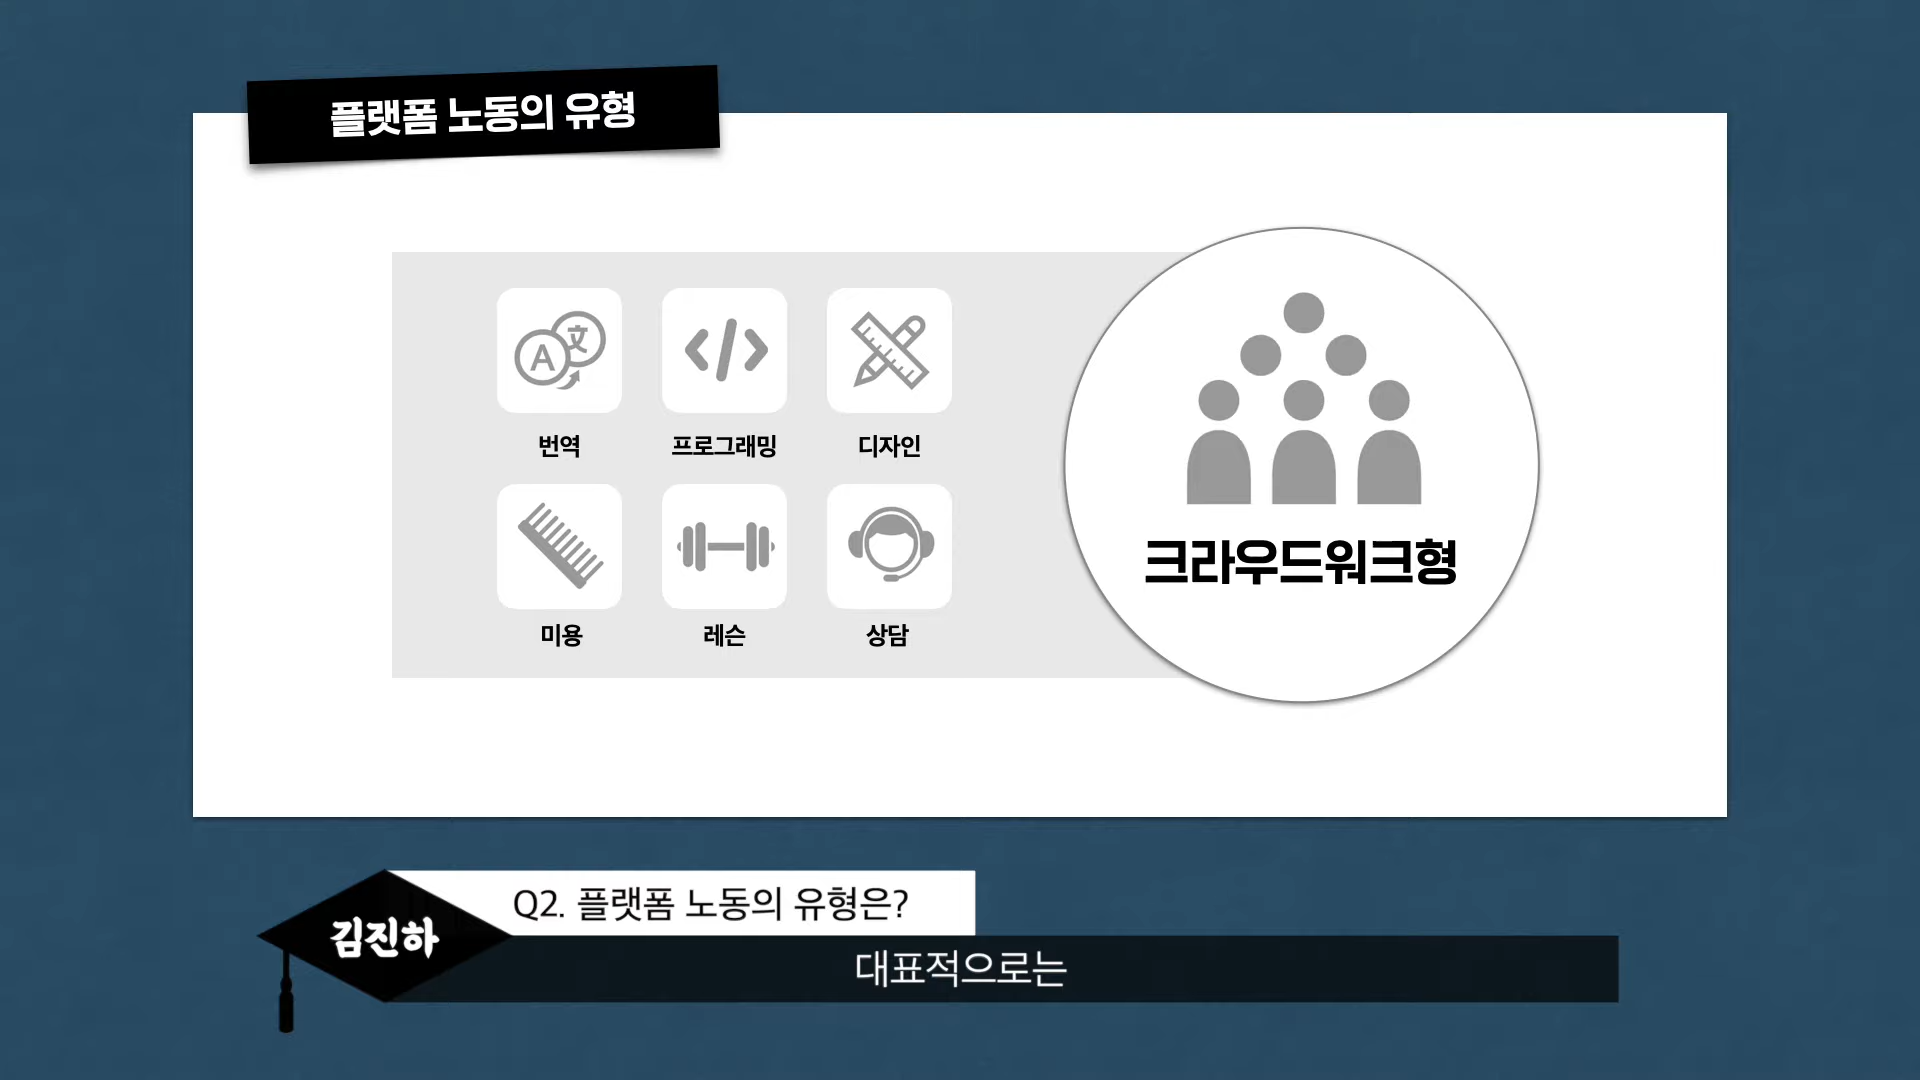 플랫폼 노동의 유형
번역
프로그래밍
디자인
미용
레슨
상담
크라우드워크형
Q2. 플랫폼 노동의 유형은?
김진하
대표적으로는